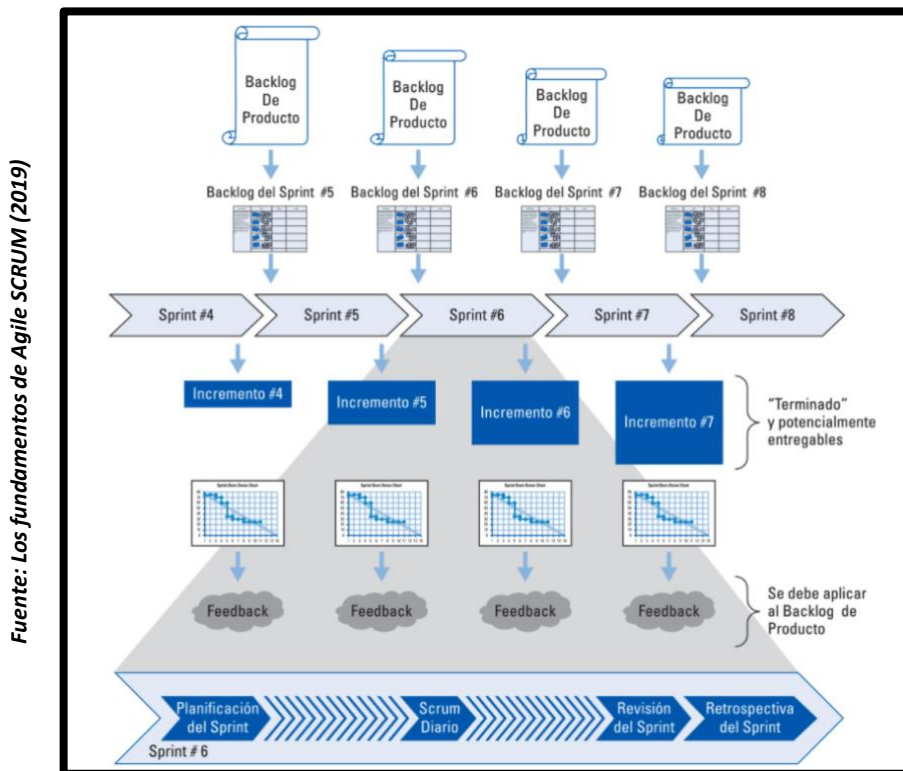 Fuente: Los fundamentos de Agile SCRUM (2019)
Backlog
De
Producto
Backlog
De
Producto
Backlog
De
Producto
Backlog
De
Producto
Backlog del Sprint #5
Backlog del Sprint #6
Backlog del Sprint #7
Backlog del Sprint #8
Sprint #4
Sprint #5
Sprint #6
Sprint #7
Sprint #8
Incremento #4
Incremento #5
Incremento #6
Incremento #7
"Terminado"
y potencialmente
entregables
Feedback
Feedback
Feedback
Feedback
Se debe aplicar
al Backlog de
Producto
Planificación
del Sprint
Scrum
Diario
Revisión
del Sprint
Retrospectiva
del Sprint
Sprint # 6